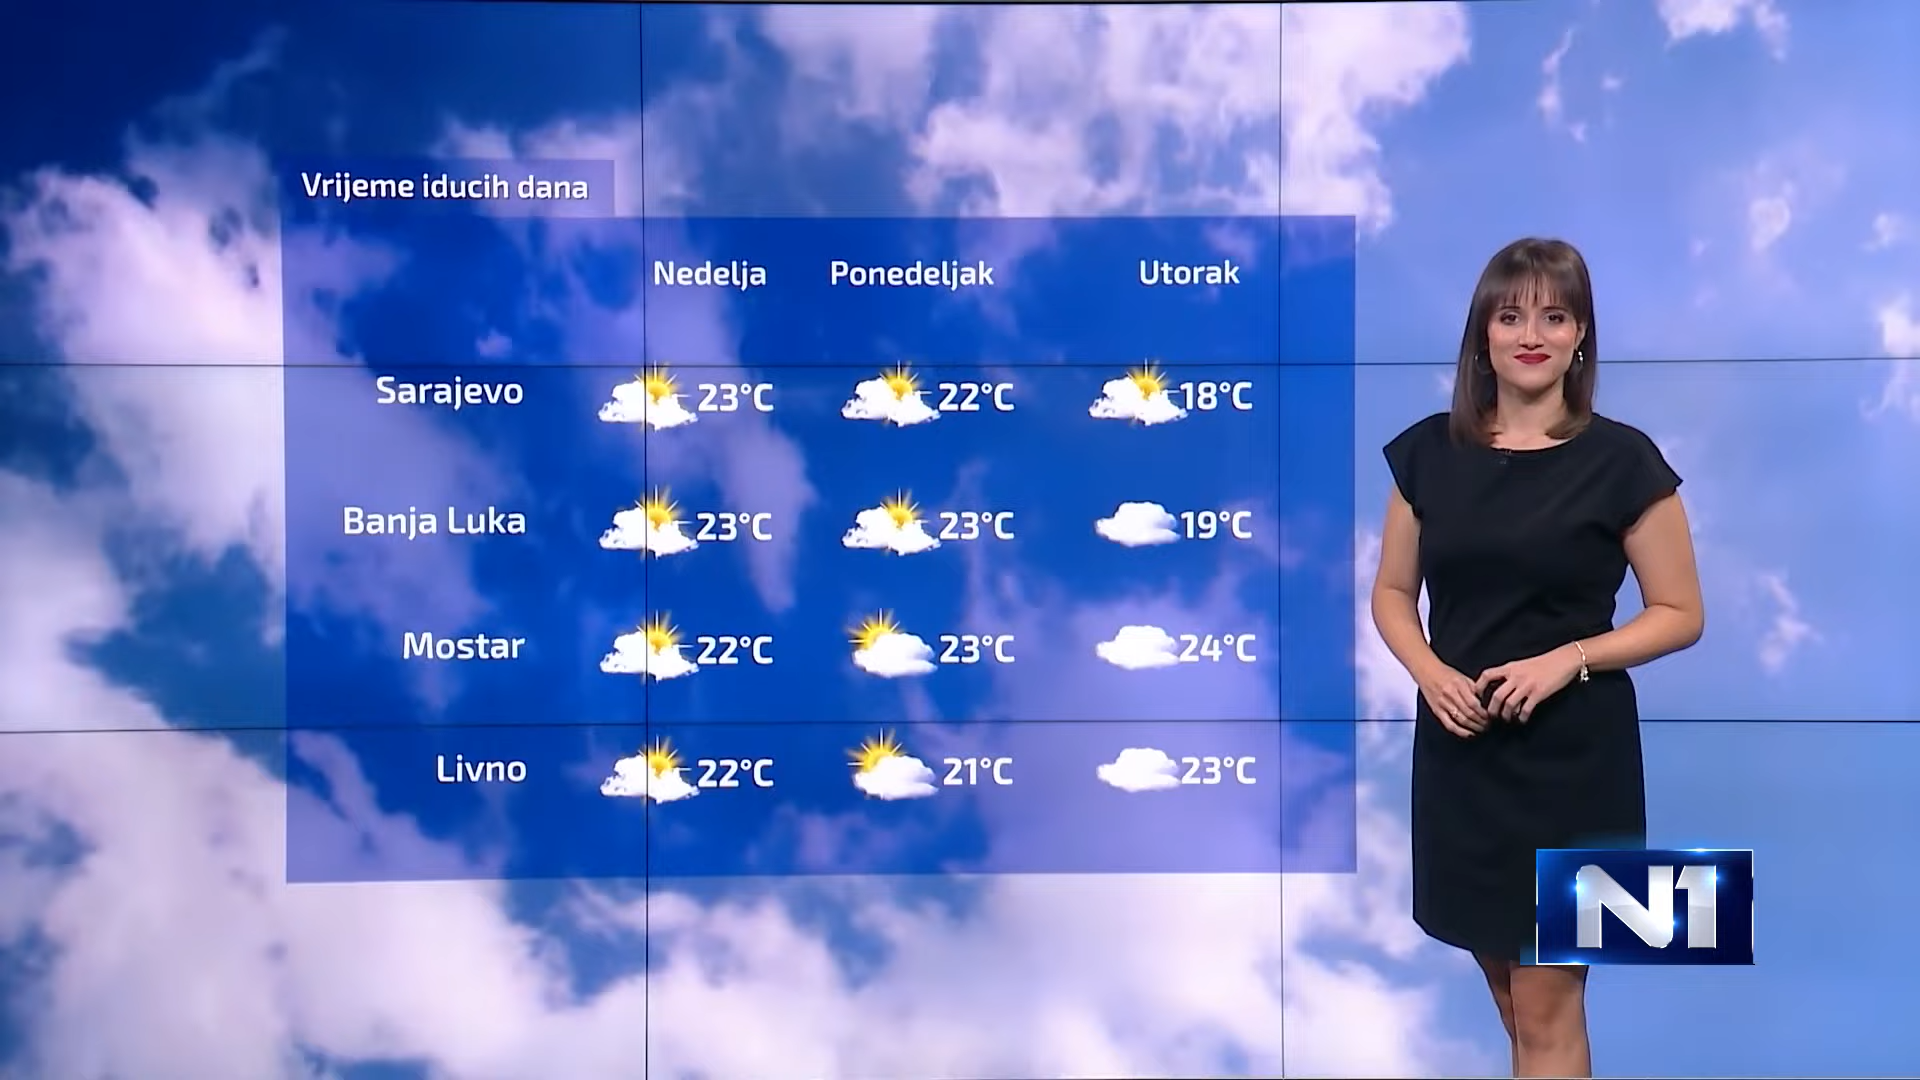 Vrijeme iducih dana
Nedelja Ponedeljak Utorak
Sarajevo 23°C 22°C 18°C
Banja Luka 23°C 23°C 19°C
Mostar 22°C 23°C 24°C
Livno 22°C 21°C 23°C
N1